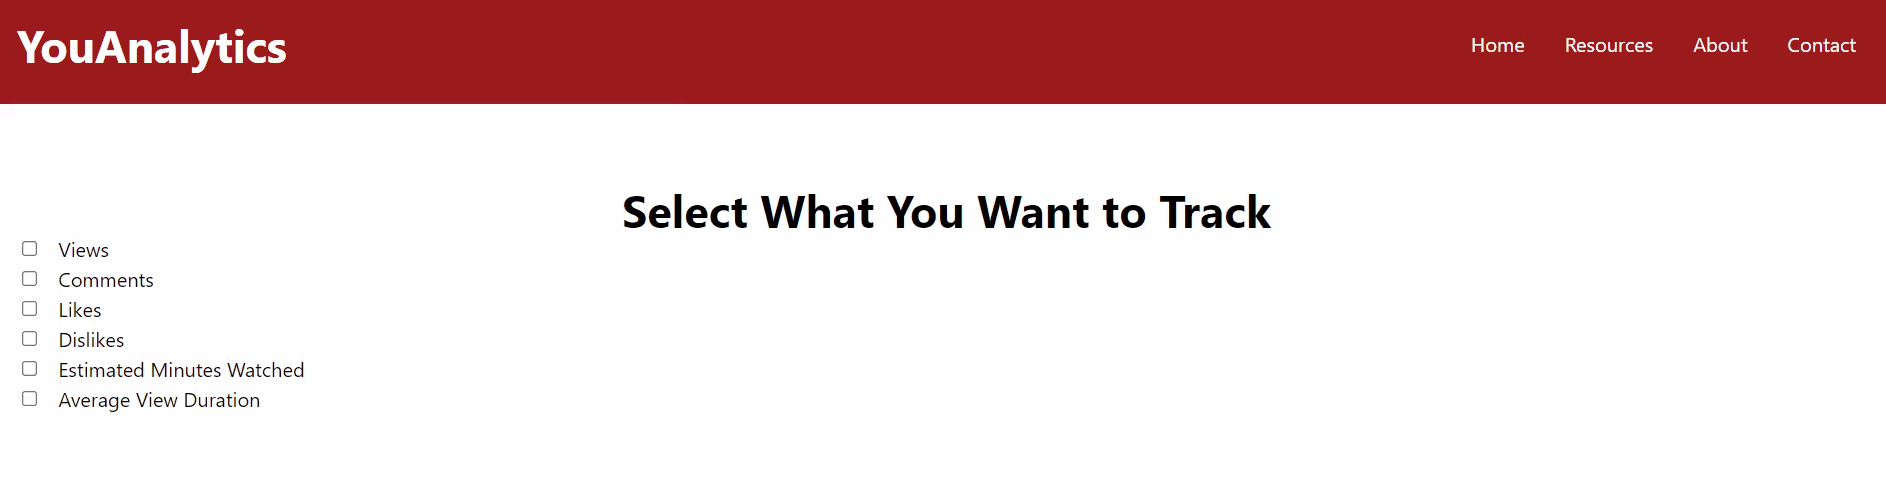 YouAnalytics
Home Resources About Contact
Select What You Want to Track
Views
Comments
Likes
Dislikes
Estimated Minutes Watched
Average View Duration